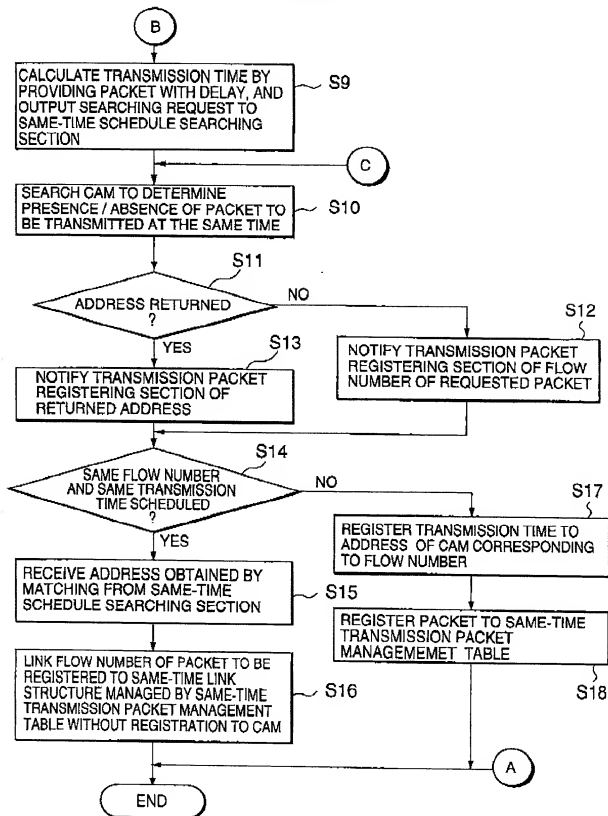 B
CALCULATE TRANSMISSION TIME BY
PROVIDING PACKET WITH DELAY, AND
OUTPUT SEARCHING REQUEST TO
SAME-TIME SCHEDULE SEARCHING
SECTION
S9
C
SEARCH CAM TO DETERMINE
PRESENCE / ABSENCE OF PACKET TO
BE TRANSMITTED AT THE SAME TIME
S10
S11
ADDRESS RETURNED
?
NO
YES
S12
NOTIFY TRANSMISSION PACKET
REGISTERING SECTION OF FLOW
NUMBER OF REQUESTED PACKET
S13
NOTIFY TRANSMISSION PACKET
REGISTERING SECTION OF
RETURNED ADDRESS
S14
SAME FLOW NUMBER
AND SAME TRANSMISSION
TIME SCHEDULED
?
NO
YES
S17
REGISTER TRANSMISSION TIME TO
ADDRESS OF CAM CORRESPONDING
TO FLOW NUMBER
RECEIVE ADDRESS OBTAINED BY
MATCHING FROM SAME-TIME
SCHEDULE SEARCHING SECTION
S15
REGISTER PACKET TO SAME-TIME
TRANSMISSION PACKET
MANAGEMEMET TABLE
S18
LINK FLOW NUMBER OF PACKET TO BE
REGISTERED TO SAME-TIME LINK
STRUCTURE MANAGED BY SAME-TIME
TRANSMISSION PACKET MANAGEMENT
TABLE WITHOUT REGISTRATION TO CAM
S16
A
END